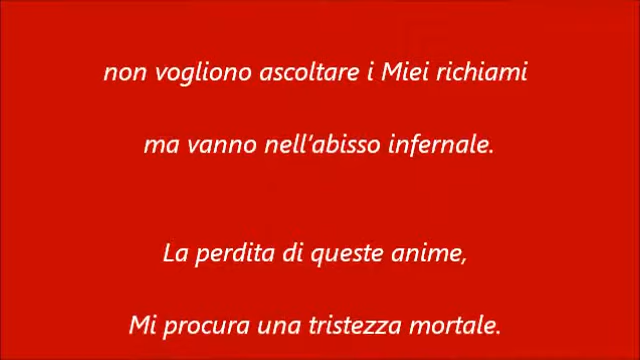 non vogliono ascoltare i Miei richiami
ma vanno nell'abisso infernale.
La perdita di queste anime,
Mi procura una tristezza mortale.